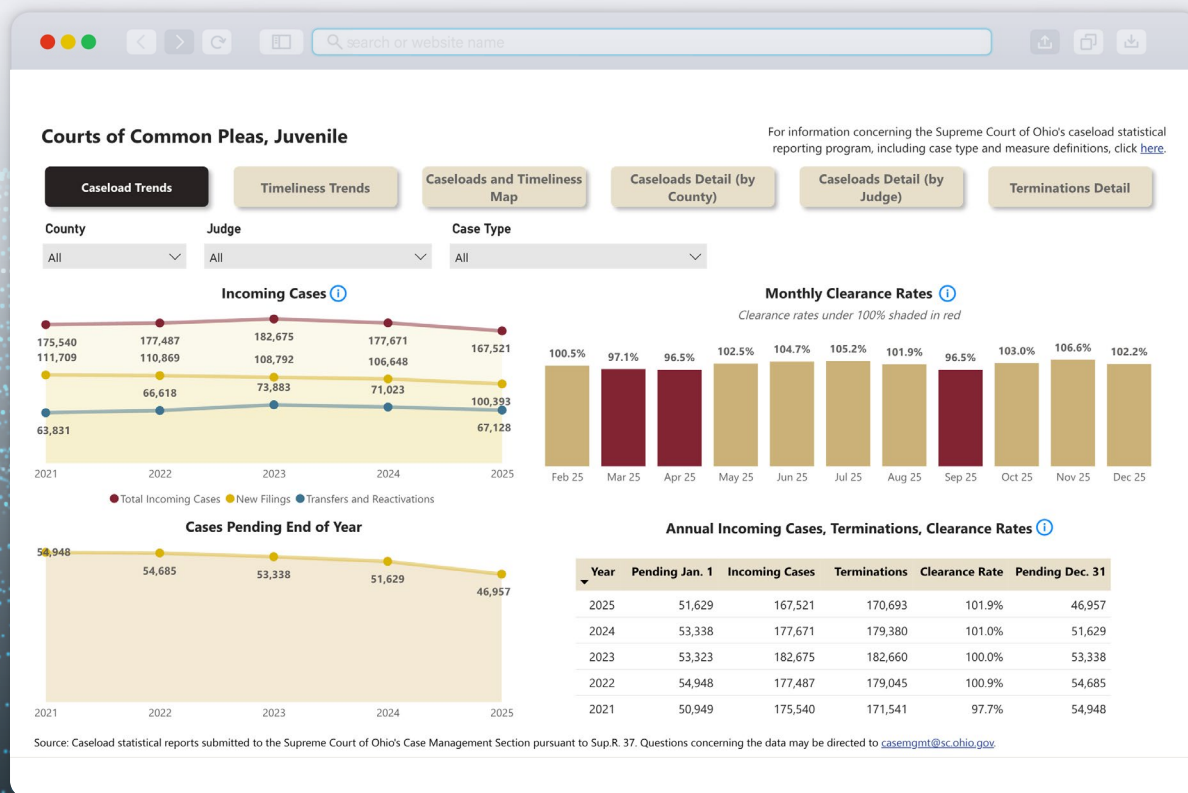 search or website name
Courts of Common Pleas, Juvenile
For information concerning the Supreme Court of Ohio's caseload statistical
reporting program, including case type and measure definitions, click here.
Caseload Trends
Timeliness Trends
Caseloads and Timeliness
Map
Caseloads Detail (by
County)
Caseloads Detail (by
Judge)
Terminations Detail
County
Judge
Case Type
All
All
All
Incoming Cases
175,540
177,487
182,675
177,671
167,521
111,709
110,869
108,792
106,648
100,393
63,831
66,618
73,883
71,023
67,128
2021 2022 2023 2024 2025
Total Incoming Cases New Filings Transfers and Reactivations
Monthly Clearance Rates
Clearance rates under 100% shaded in red
100.5% 97.1% 96.5% 102.5% 104.7% 105.2% 101.9% 96.5% 103.0% 106.6% 102.2%
Feb 25 Mar 25 Apr 25 May 25 Jun 25 Jul 25 Aug 25 Sep 25 Oct 25 Nov 25 Dec 25
Cases Pending End of Year
54,948
54,685
53,338
51,629
46,957
2021 2022 2023 2024 2025
Annual Incoming Cases, Terminations, Clearance Rates
Year Pending Jan. 1 Incoming Cases Terminations Clearance Rate Pending Dec. 31
2025 51,629 167,521 170,693 101.9% 46,957
2024 53,338 177,671 179,380 101.0% 51,629
2023 53,323 182,675 182,660 100.0% 53,338
2022 54,948 177,487 179,045 100.9% 54,685
2021 50,949 175,540 171,541 97.7% 54,948
Source: Caseload statistical reports submitted to the Supreme Court of Ohio's Case Management Section pursuant to Sup.R. 37. Questions concerning the data may be directed to casemgmt@sc.ohio.gov.